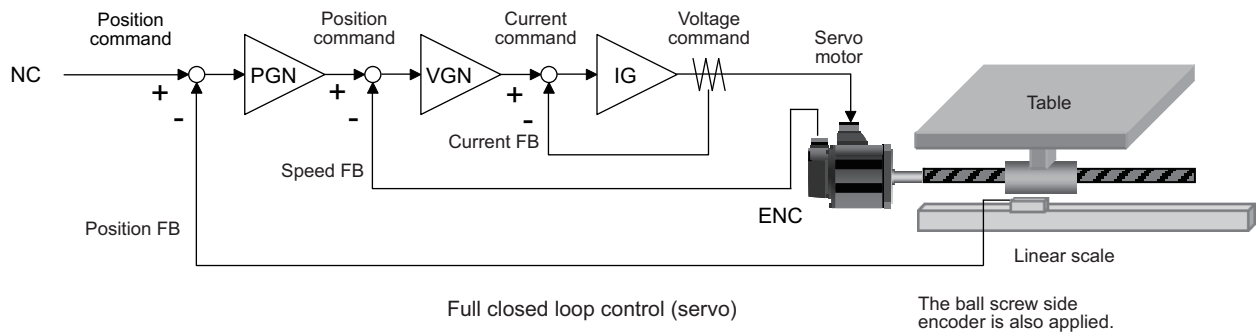 Position
command
Position
command
Current
command
Voltage
command
Servo
motor
NC
PGN
VGN
IG
Table
+
-
+
-
+
-
Current FB
Speed FB
ENC
Position FB
Linear scale
Full closed loop control (servo)
The ball screw side
encoder is also applied.